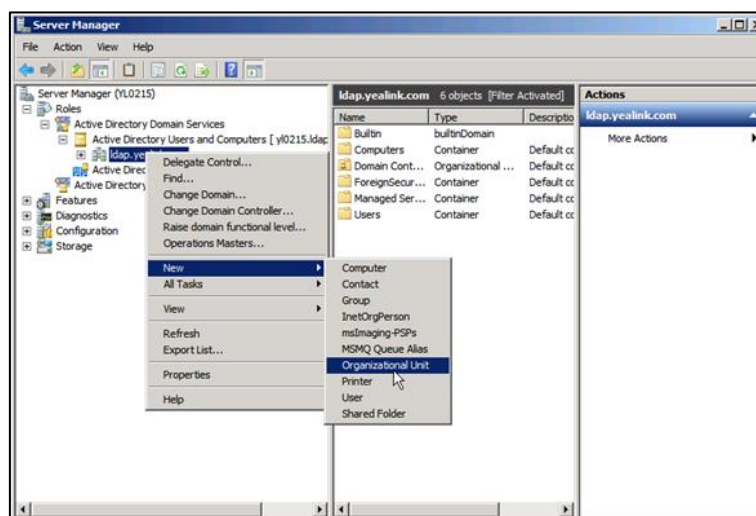 Server Manager
File Action View Help
Server Manager (YL0215)
Roles
Active Directory Domain Services
Active Directory Users and Computers [ yl0215.ldap
ldap.ye
Active Direc
Active Directory
Features
Diagnostics
Configuration
Storage
Delegate Control...
Find...
Change Domain...
Change Domain Controller...
Raise domain functional level...
Operations Masters...
New
All Tasks
View
Refresh
Export List...
Properties
Help
Computer
Contact
Group
InetOrgPerson
msImaging-PSPs
MSMQ Queue Alias
Organizational Unit
Printer
User
Shared Folder
ldap.yealink.com 6 objects [Filter Activated]
Name Type Descriptio
Builtin builtinDomain
Computers Container Default cc
Domain Cont... Organizational ... Default cc
ForeignSecur... Container Default cc
Managed Ser... Container Default cc
Users Container Default cc
Actions
ldap.yealink.com
More Actions